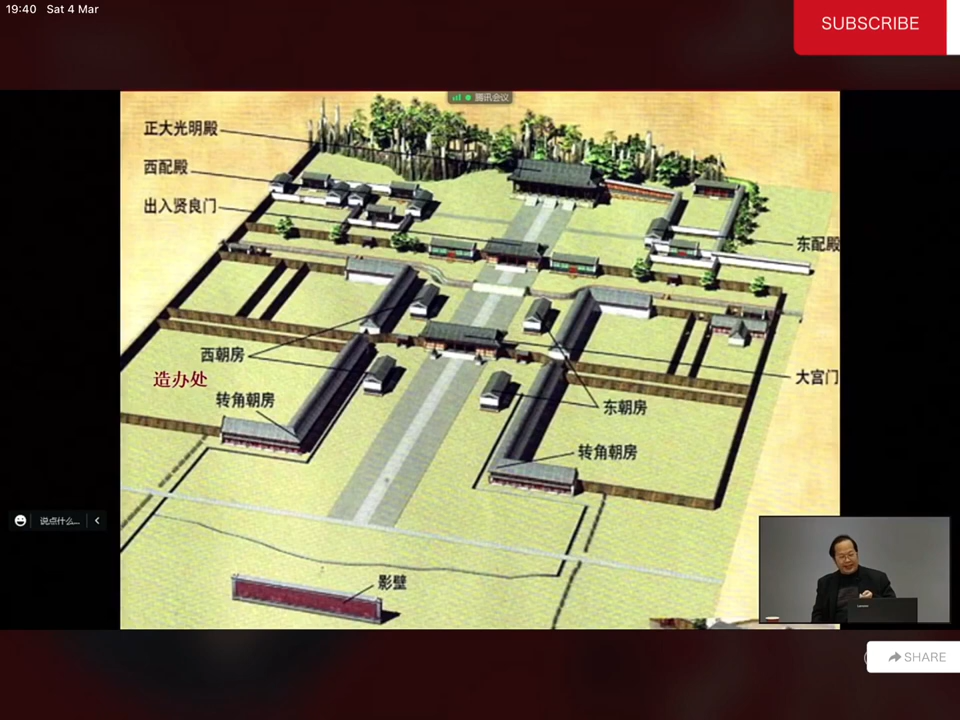 19:40 Sat 4 Mar
SUBSCRIBE
腾讯会议
正大光明殿
西配殿
出入贤良门
东配殿
西朝房
造办处
大宫门
转角朝房
东朝房
转角朝房
说点什么...
影壁
Lenovo
SHARE